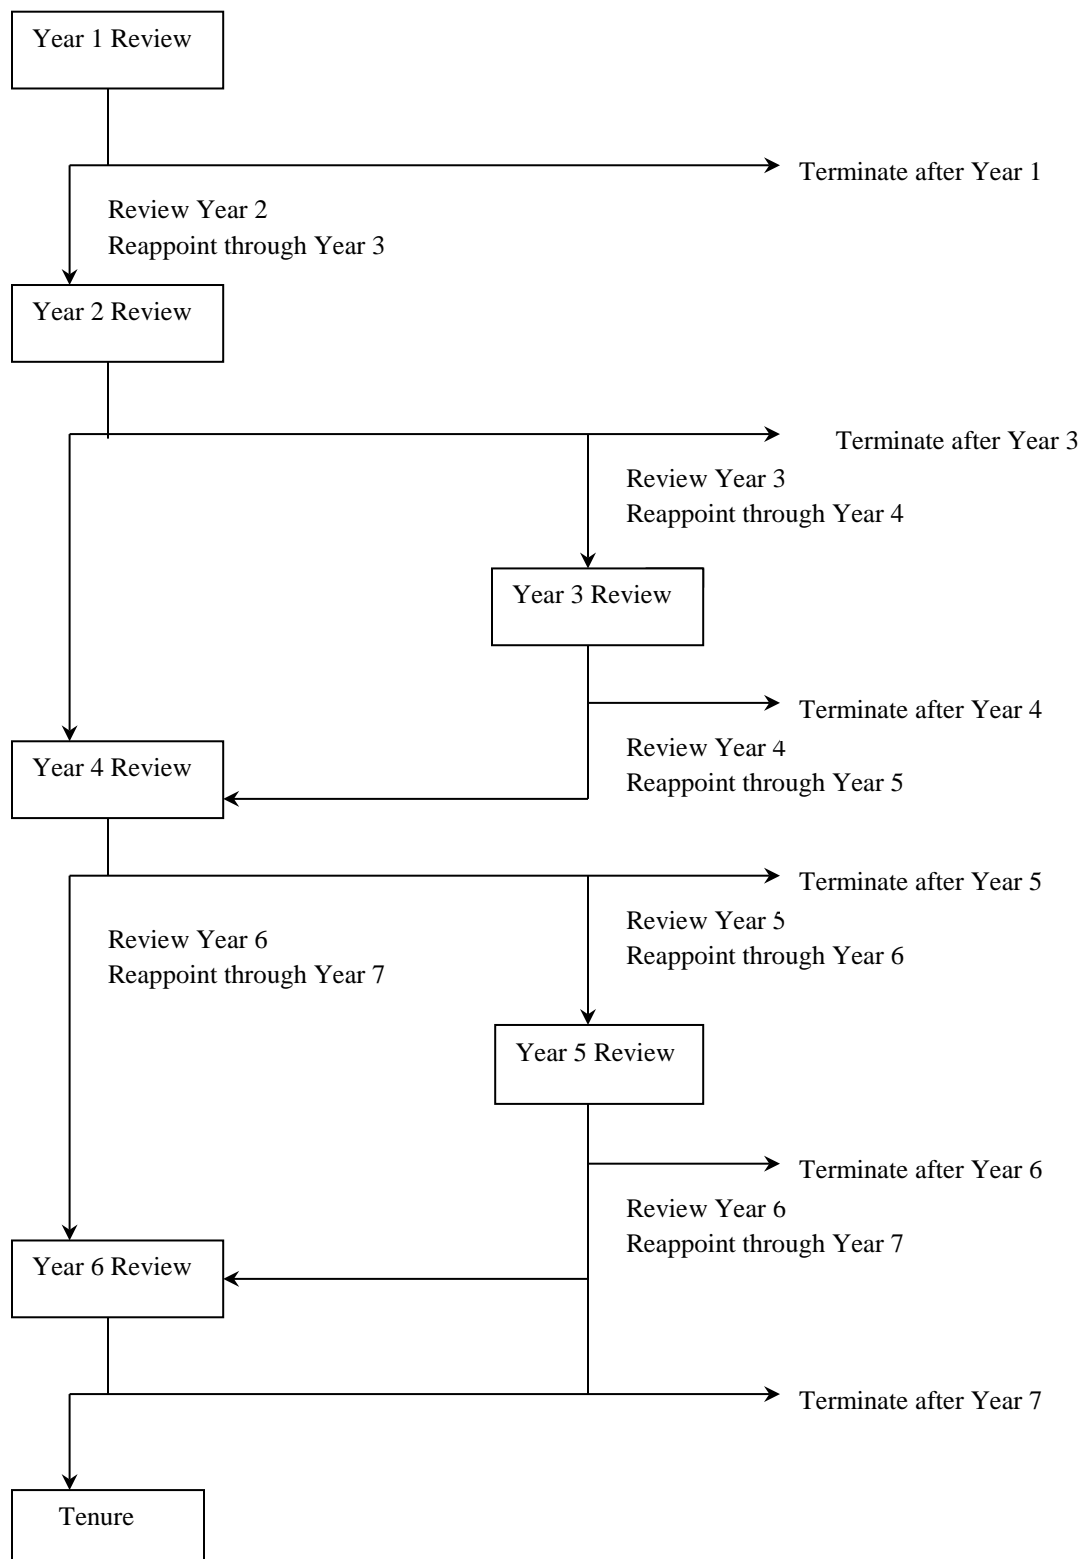 Year 1 Review
Terminate after Year 1
Review Year 2
Reappoint through Year 3
Year 2 Review
Terminate after Year 3
Review Year 3
Reappoint through Year 4
Year 3 Review
Terminate after Year 4
Review Year 4
Reappoint through Year 5
Year 4 Review
Terminate after Year 5
Review Year 5
Reappoint through Year 6
Review Year 6
Reappoint through Year 7
Year 5 Review
Terminate after Year 6
Review Year 6
Reappoint through Year 7
Year 6 Review
Terminate after Year 7
Tenure